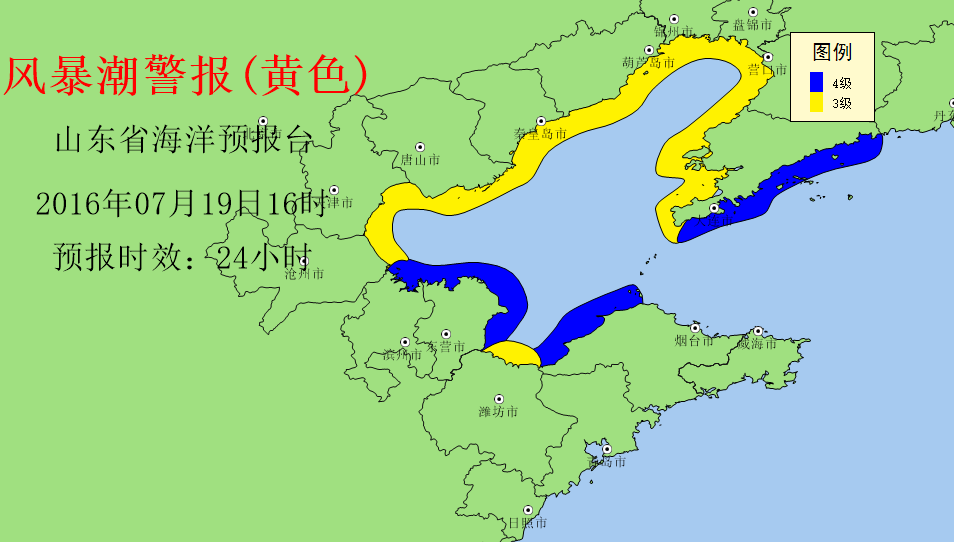 风暴潮警报(黄色)
山东省海洋预报台
2016年07月19日16时
预报时效：24小时
图例
4级
3级
盘锦市
锦州市
葫芦岛市
营口市
秦皇岛市
唐山市
沧州市
滨州市
东营市
烟台市
威海市
潍坊市
青岛市
日照市